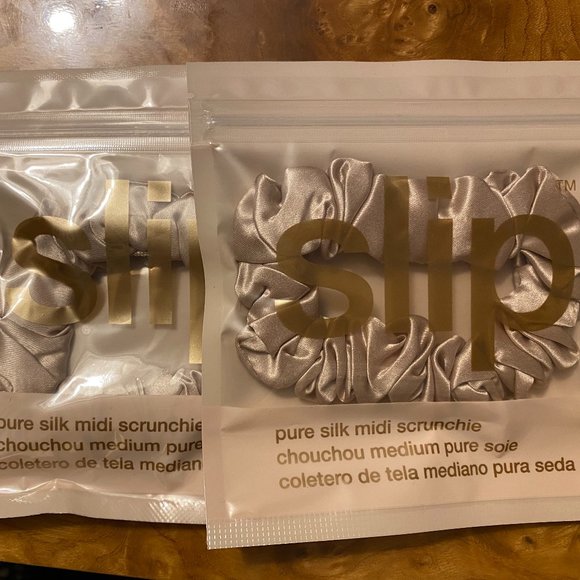 slip
pure silk midi scrunchie
chouchou medium pure
coletero de tela mediano
slip™
pure silk midi scrunchie
chouchou medium pure soie
coletero de tela mediano pura seda